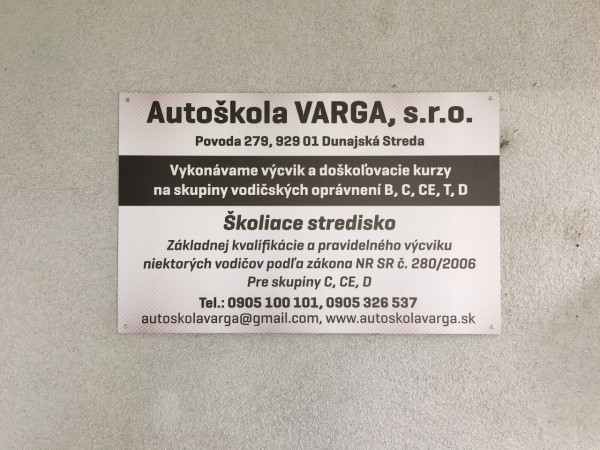 Autoškola VARGA, s.r.o.
Povoda 279, 929 01 Dunajská Streda
Vykonávame výcvik a doškoľovacie kurzy
na skupiny vodičských oprávnení B, C, CE, T, D
Školiace stredisko
Základnej kvalifikácie a pravidelného výcviku
niektorých vodičov podľa zákona NR SR č. 280/2006
Pre skupiny C, CE, D
Tel.: 0905 100 101, 0905 326 537
autoskolavarga@gmail.com, www.autoskolavarga.sk